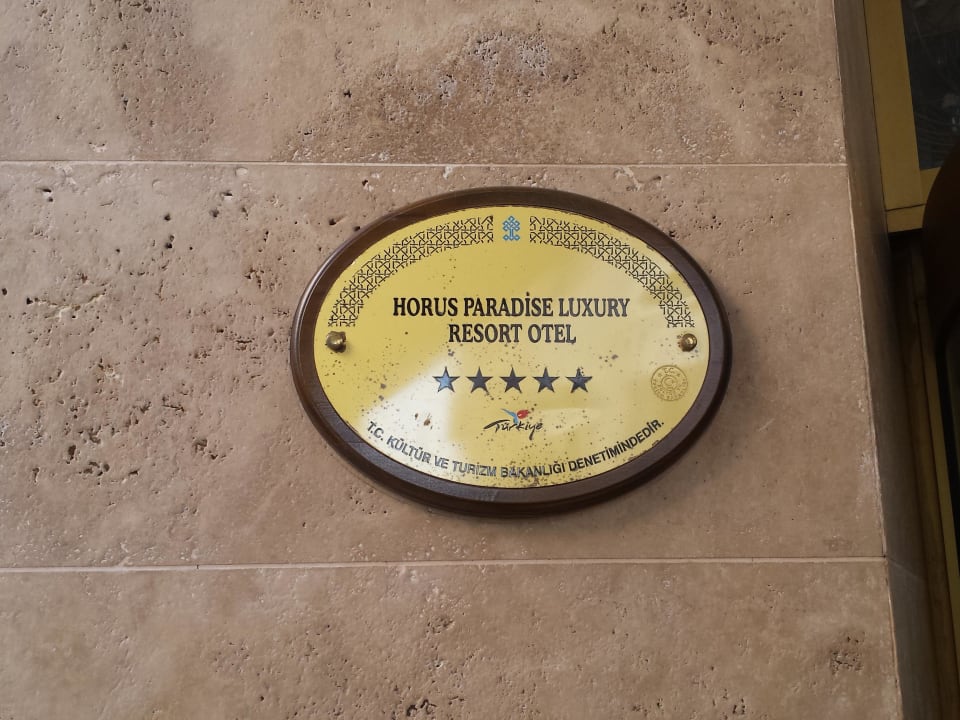 HORUS PARADİSE LUXURY
RESORT OTEL
Türkiye
T.C. KÜLTÜR VE TURİZM BAKANLIĞI DENETİMİNDEDİR.